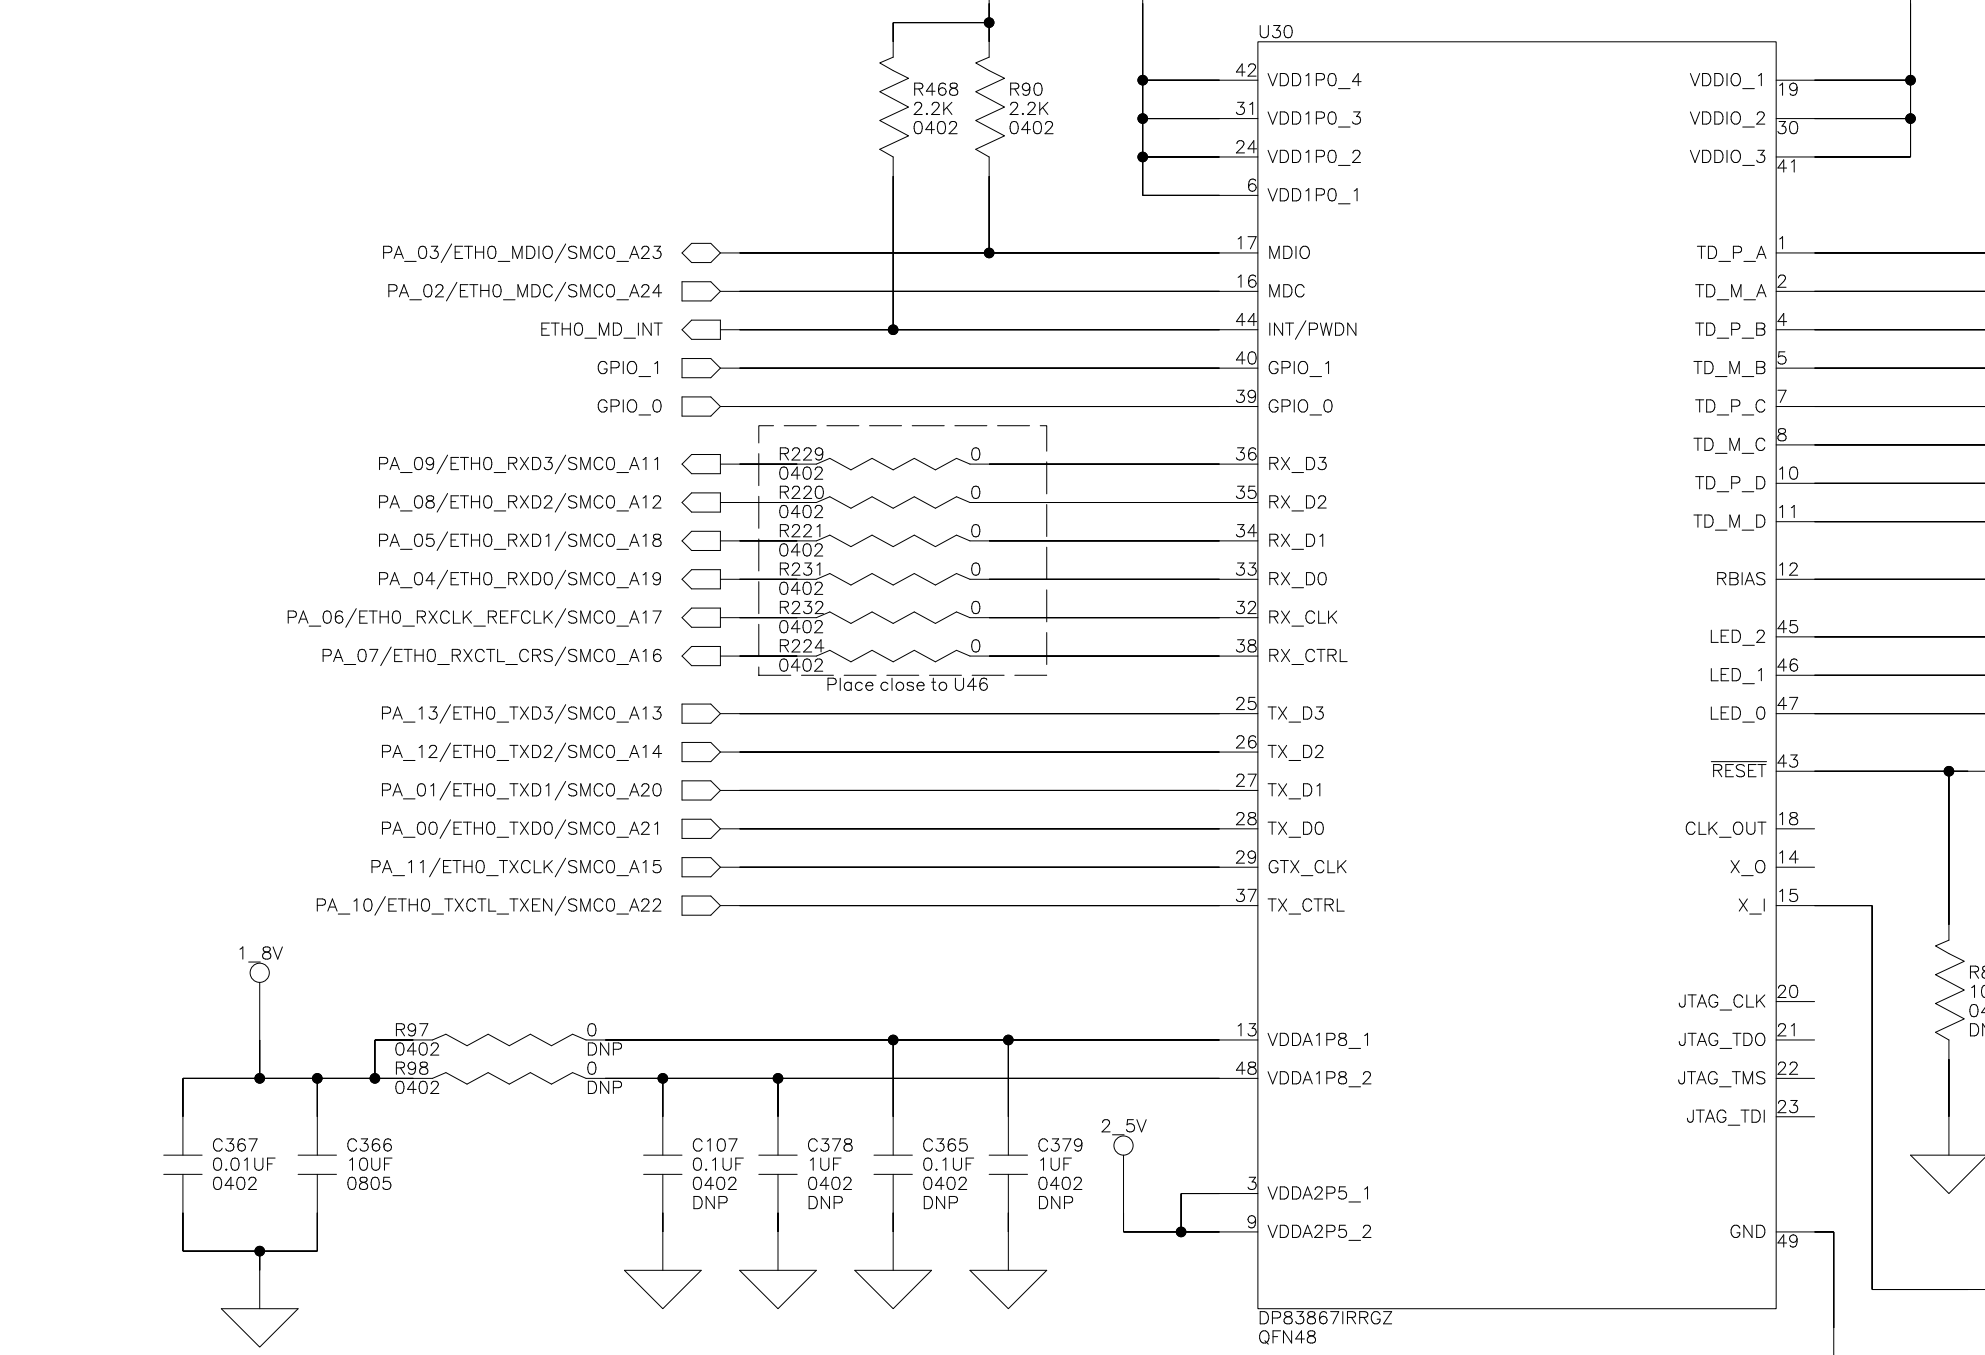 U30
R468
2.2K
0402
R90
2.2K
0402
42 VDD1P0_4
31 VDD1P0_3
24 VDD1P0_2
6 VDD1P0_1
VDDIO_1 19
VDDIO_2 30
VDDIO_3 41
PA_03/ETH0_MDIO/SMC0_A23 17 MDIO
PA_02/ETH0_MDC/SMC0_A24 16 MDC
ETH0_MD_INT 44 INT/PWDN
GPIO_1 40 GPIO_1
GPIO_0 39 GPIO_0
TD_P_A 1
TD_M_A 2
TD_P_B 4
TD_M_B 5
TD_P_C 7
TD_M_C 8
TD_P_D 10
TD_M_D 11
PA_09/ETH0_RXD3/SMC0_A11 R229 0 36 RX_D3
0402
PA_08/ETH0_RXD2/SMC0_A12 R220 0 35 RX_D2
0402
PA_05/ETH0_RXD1/SMC0_A18 R221 0 34 RX_D1
0402
PA_04/ETH0_RXD0/SMC0_A19 R231 0 33 RX_D0
0402
PA_06/ETH0_RXCLK_REFCLK/SMC0_A17 R232 0 32 RX_CLK
0402
PA_07/ETH0_RXCTL_CRS/SMC0_A16 R224 0 38 RX_CTRL
0402
Place close to U46
RBIAS 12
LED_2 45
LED_1 46
LED_0 47
PA_13/ETH0_TXD3/SMC0_A13 25 TX_D3
PA_12/ETH0_TXD2/SMC0_A14 26 TX_D2
PA_01/ETH0_TXD1/SMC0_A20 27 TX_D1
PA_00/ETH0_TXD0/SMC0_A21 28 TX_D0
PA_11/ETH0_TXCLK/SMC0_A15 29 GTX_CLK
PA_10/ETH0_TXCTL_TXEN/SMC0_A22 37 TX_CTRL
RESET 43
CLK_OUT 18
X_O 14
X_I 15
1_8V
R97 0 13 VDDA1P8_1
0402 DNP
R98 0 48 VDDA1P8_2
0402 DNP
JTAG_CLK 20
JTAG_TDO 21
JTAG_TMS 22
JTAG_TDI 23
C367
0.01UF
0402
C366
10UF
0805
C107
0.1UF
0402
DNP
C378
1UF
0402
DNP
C365
0.1UF
0402
DNP
C379
1UF
0402
DNP
2_5V
3 VDDA2P5_1
9 VDDA2P5_2
GND 49
DP83867IRRGZ
QFN48